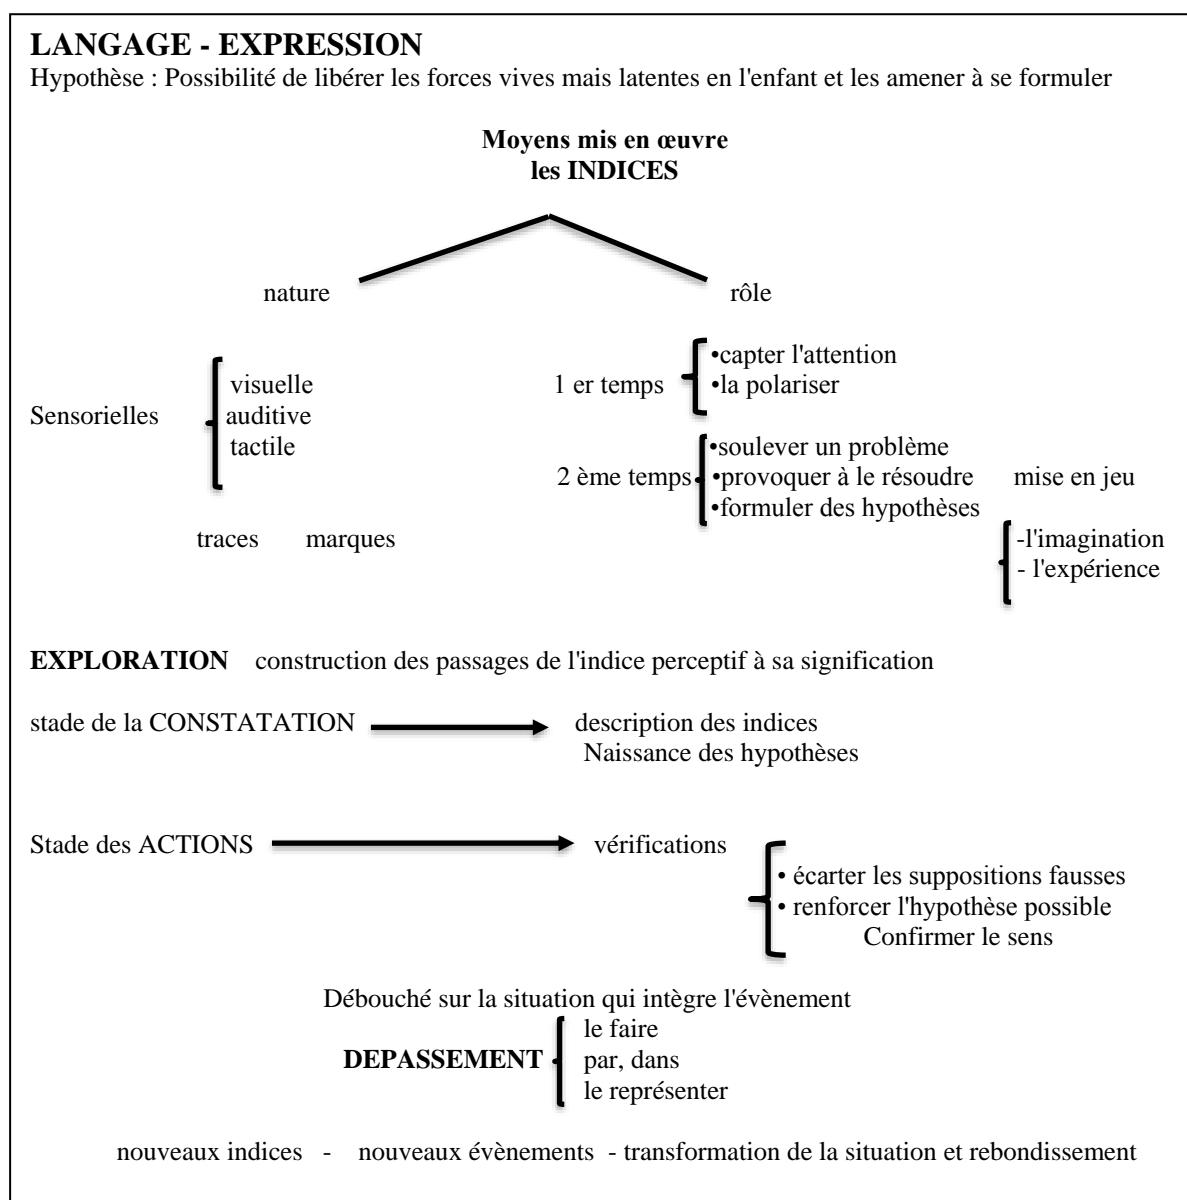 LANGAGE - EXPRESSION
Hypothèse : Possibilité de libérer les forces vives mais latentes en l'enfant et les amener à se formuler
Moyens mis en œuvre
les INDICES
nature
rôle
Sensorielles
visuelle
auditive
tactile
traces marques
1 er temps
•capter l'attention
•la polariser
2 ème temps
•soulever un problème
•provoquer à le résoudre
•formuler des hypothèses
mise en jeu
-l'imagination
- l'expérience
EXPLORATION construction des passages de l'indice perceptif à sa signification
stade de la CONSTATATION
description des indices
Naissance des hypothèses
Stade des ACTIONS
vérifications
• écarter les suppositions fausses
• renforcer l'hypothèse possible
Confirmer le sens
Débouché sur la situation qui intègre l'évènement
DEPASSEMENT
le faire
par, dans
le représenter
nouveaux indices - nouveaux évènements - transformation de la situation et rebondissement